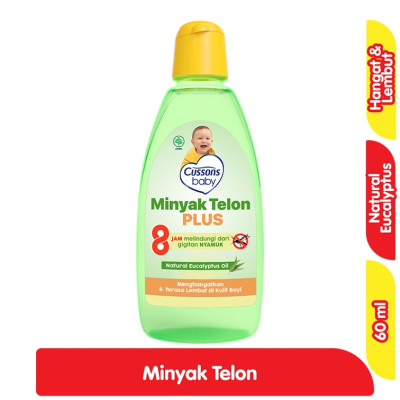 Cussons
baby
Minyak Telon
PLUS
8 JAM melindungi dari
gigitan NYAMUK
Natural Eucalyptus Oil
Menghangatkan
& Terasa Lembut di Kulit Bayi
Hangat &
Lembut
Natural
Eucalyptus
60 ml
Minyak Telon